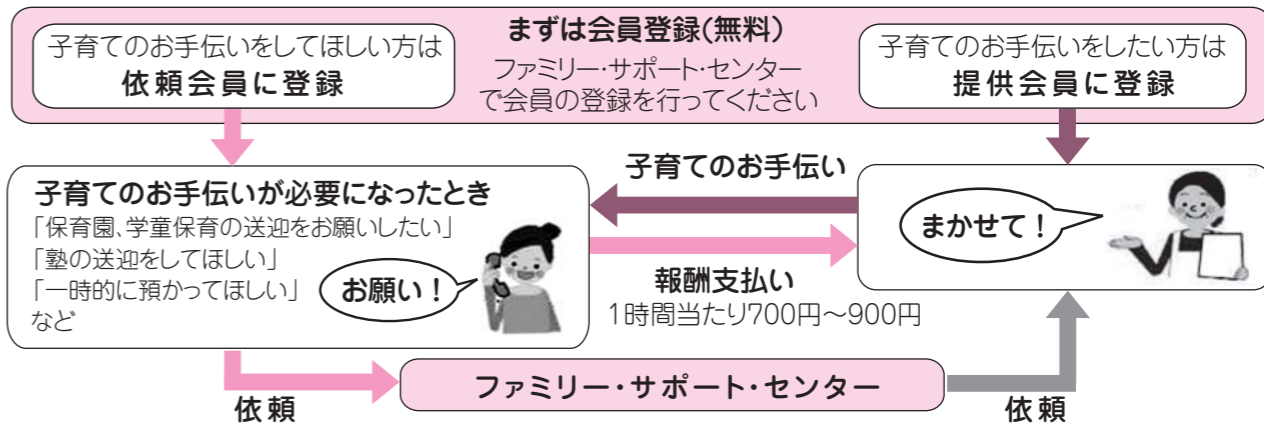 まずは会員登録(無料)
ファミリー・サポート・センター
で会員の登録を行ってください
子育てのお手伝いをしてほしい方は
依頼会員に登録
子育てのお手伝いをしたい方は
提供会員に登録
子育てのお手伝いが必要になったとき
「保育園、学童保育の送迎をお願いしたい」
「塾の送迎をしてほしい」
「一時的に預かってほしい」
など
お願い!
子育てのお手伝い
報酬支払い
1時間当たり700円～900円
まかせて!
依頼
ファミリー・サポート・センター
依頼